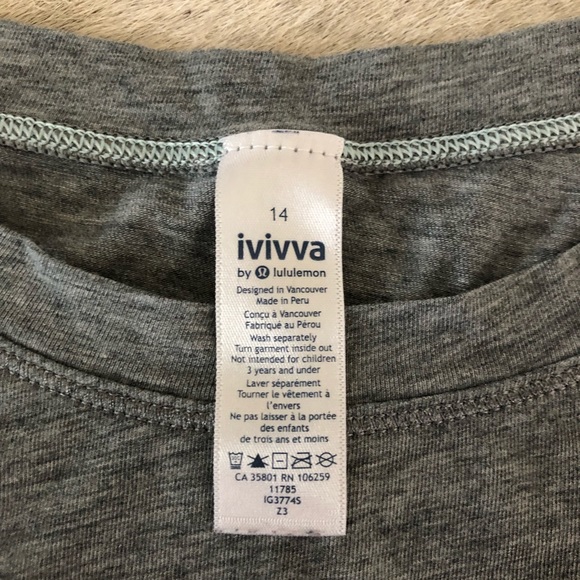 14
ivivva
by lululemon
Designed in Vancouver
Made in Peru
Conçu à Vancouver
Fabriqué au Pérou
Wash separately
Turn garment inside out
Not intended for children
3 years and under
Laver séparément
Tourner le vêtement à
l'envers
Ne pas laisser à la portée
des enfants
de trois ans et moins
CA 35801 RN 106259
11785
IG3774S
Z3